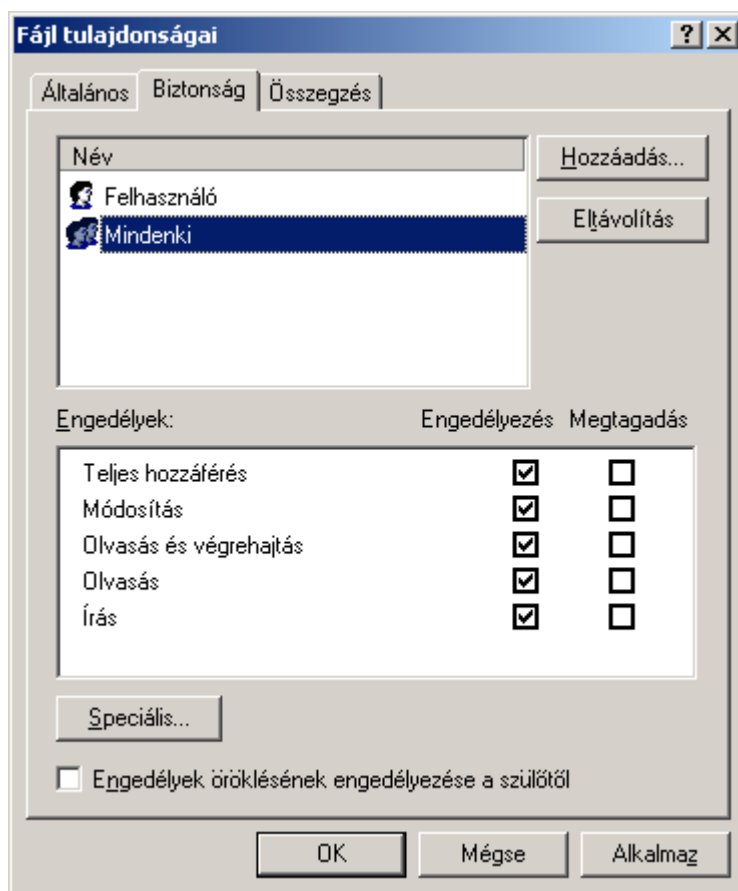 Fájl tulajdonságai
Általános Biztonság Összegzés
Név
Hozzáadás...
Felhasználó
Eltávolítás
Mindenki
Engedélyek: Engedélyezés Megtagadás
Teljes hozzáférés
Módosítás
Olvasás és végrehajtás
Olvasás
Írás
Speciális...
Engedélyek öröklésének engedélyezése a szülőtől
OK Mégse Alkalmaz